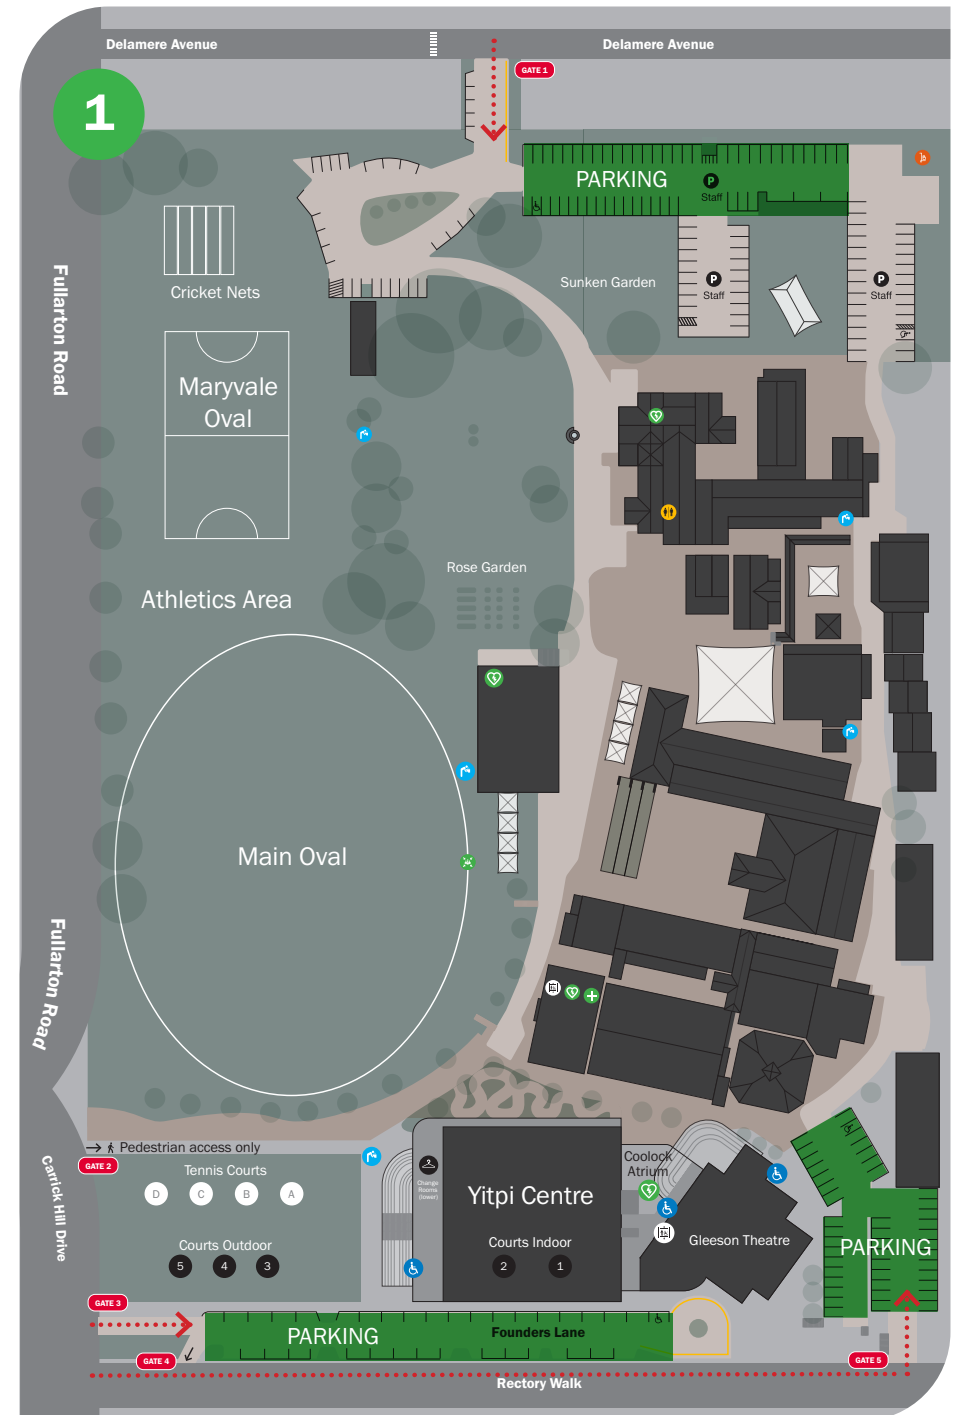 Delamere Avenue
Delamere Avenue
GATE 1
1
PARKING
P
Staff
Cricket Nets
Sunken Garden
P
Staff
P
Staff
Fullarton Road
Maryvale
Oval
Rose Garden
Athletics Area
Main Oval
Fullarton Road
Pedestrian access only
GATE 2
Carrick Hill Drive
Tennis Courts
D
C
B
A
Courts Outdoor
5
4
3
Change
Rooms
(lower)
Yitpi Centre
Courts Indoor
2
1
Coolock
Atrium
Gleeson Theatre
PARKING
GATE 3
PARKING
Founders Lane
GATE 4
GATE 5
Rectory Walk